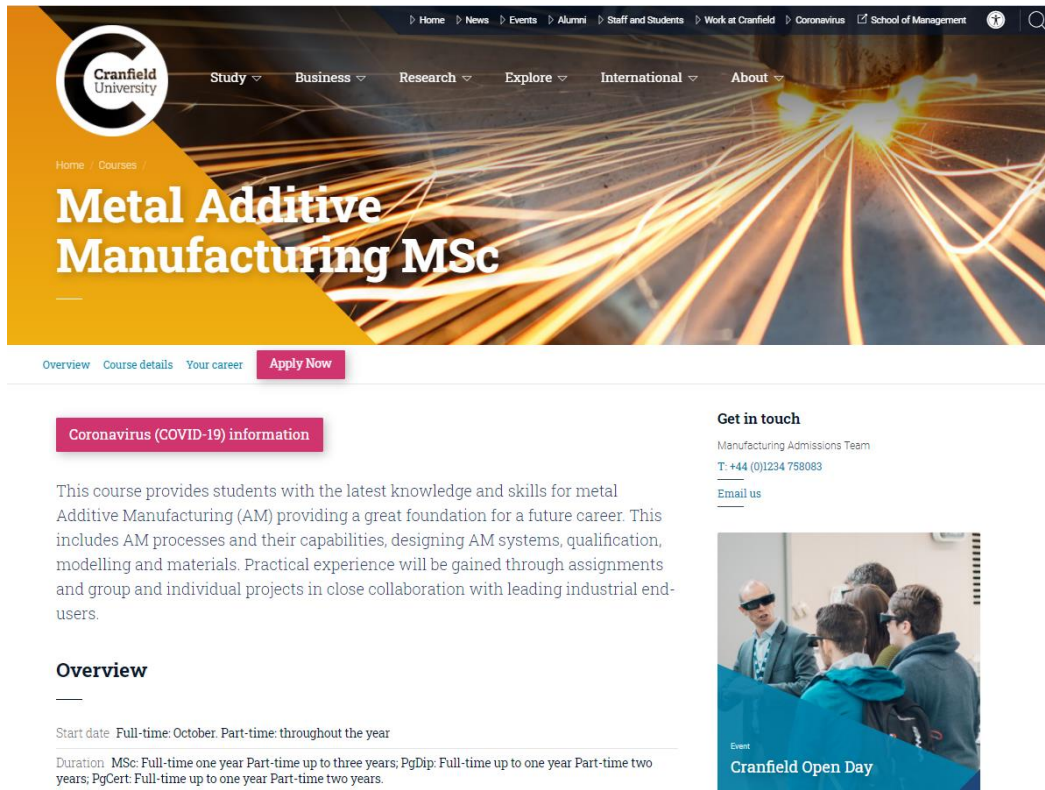 Home News Events Alumni Staff and Students Work at Cranfield Coronavirus School of Management
Cranfield
University
Study Business Research Explore International About
Home / Courses /
Metal Additive
Manufacturing MSc
Overview Course details Your career Apply Now
Coronavirus (COVID-19) information
This course provides students with the latest knowledge and skills for metal
Additive Manufacturing (AM) providing a great foundation for a future career. This
includes AM processes and their capabilities, designing AM systems, qualification,
modelling and materials. Practical experience will be gained through assignments
and group and individual projects in close collaboration with leading industrial end-
users.
Overview
Start date Full-time: October. Part-time: throughout the year
Duration MSc: Full-time one year Part-time up to three years; PgDip: Full-time up to one year Part-time two
years; PgCert: Full-time up to one year Part-time two years.
Get in touch
Manufacturing Admissions Team
T: +44 (0)1234 758083
Email us
Event
Cranfield Open Day